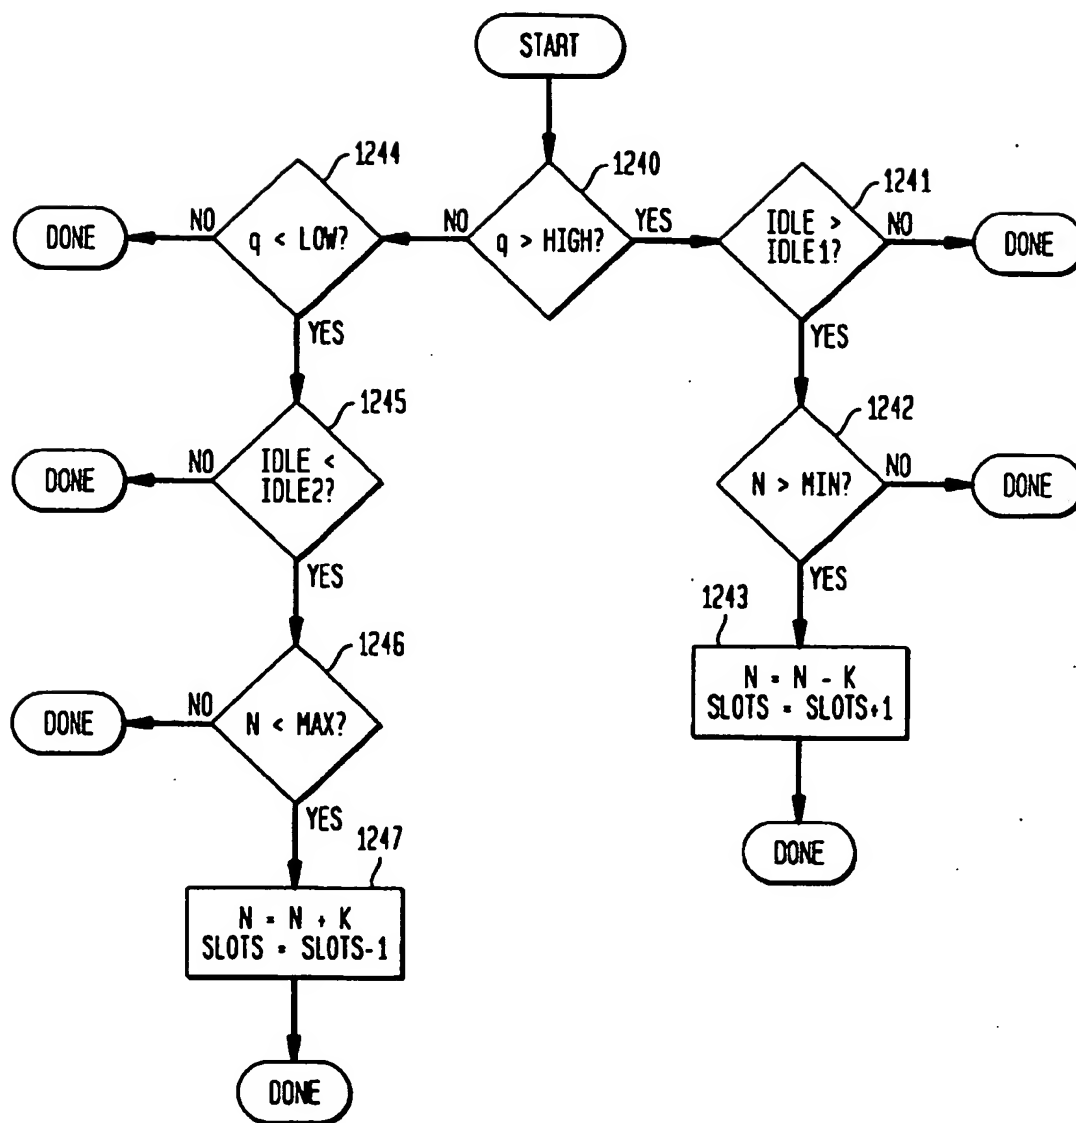 START
1244
1240
1241
DONE
NO
q < LOW?
NO
q > HIGH?
YES
IDLE >
IDLE1?
NO
DONE
YES
YES
1245
1242
DONE
NO
IDLE <
IDLE2?
N > MIN?
NO
DONE
YES
YES
1243
1246
N = N - K
SLOTS = SLOTS+1
DONE
NO
N < MAX?
YES
1247
DONE
N = N + K
SLOTS = SLOTS-1
DONE